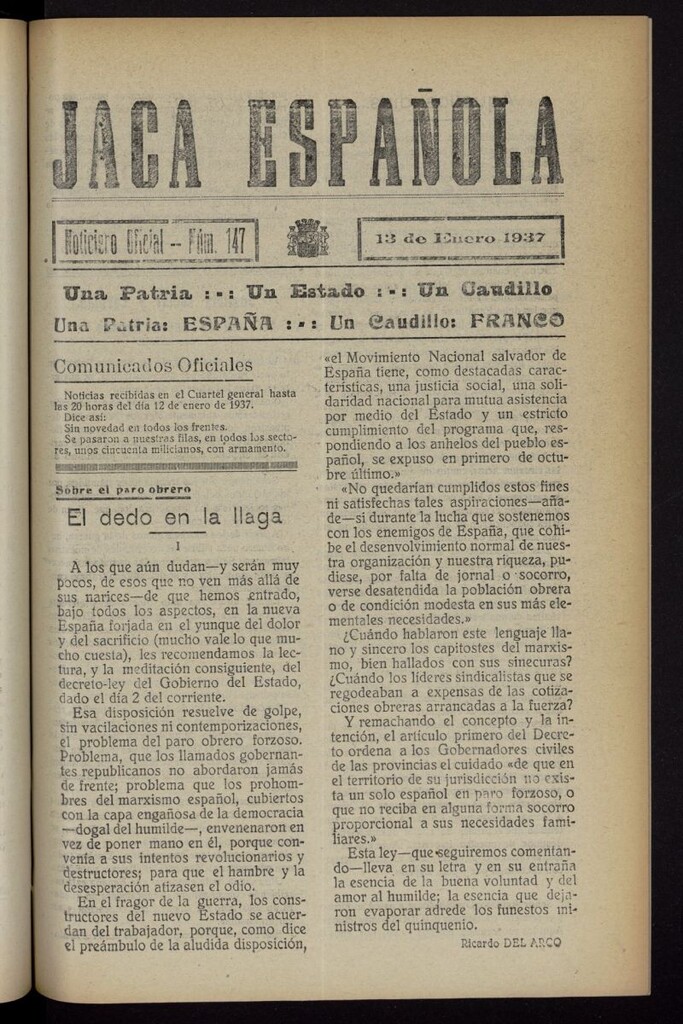 JACA ESPAÑOLA
Noticiero Oficial -- Núm. 147
13 de Enero 1937
Una Patria :-: Un Estado :-: Un Caudillo
Una Patria: ESPAÑA :-: Un Caudillo: FRANCO
Comunicados Oficiales
Noticias recibidas en el Cuartel general hasta
las 20 horas del día 12 de enero de 1937.
Dice así:
Sin novedad en todos los frentes.
Se pasaron a nuestras filas, en todos los secto-
res, unos cincuenta milicianos, con armamento.
Sobre el paro obrero
El dedo en la llaga
I
A los que aún dudan—y serán muy
pocos, de esos que no ven más allá de
sus narices—de que hemos entrado,
bajo todos los aspectos, en la nueva
España forjada en el yunque del dolor
y del sacrificio (mucho vale lo que mu-
cho cuesta), les recomendamos la lec-
tura, y la meditación consiguiente, del
decreto-ley del Gobierno del Estado,
dado el día 2 del corriente.
Esa disposición resuelve de golpe,
sin vacilaciones ni contemporizaciones,
el problema del paro obrero forzoso.
Problema, que los llamados gobernan-
tes republicanos no abordaron jamás
de frente; problema que los prohom-
bres del marxismo español, cubiertos
con la capa engañosa de la democracia
—dogal del humilde—, envenenaron en
vez de poner mano en él, porque con-
venía a sus intentos revolucionarios y
destructores; para que el hambre y la
desesperación atizasen el odio.
En el fragor de la guerra, los cons-
tructores del nuevo Estado se acuer-
dan del trabajador, porque, como dice
el preámbulo de la aludida disposición,
«el Movimiento Nacional salvador de
España tiene, como destacadas carac-
terísticas, una justicia social, una soli-
daridad nacional para mutua asistencia
por medio del Estado y un estricto
cumplimiento del programa que, res-
pondiendo a los anhelos del pueblo es-
pañol, se expuso en primero de octu-
bre último.»
«No quedarían cumplidos estos fines
ni satisfechas tales aspiraciones—aña-
de—si durante la lucha que sostenemos
con los enemigos de España, que cohi-
be el desenvolvimiento normal de nues-
tra organización y nuestra riqueza, pu-
diese, por falta de jornal o socorro,
verse desatendida la población obrera
o de condición modesta en sus más ele-
mentales necesidades.»
¿Cuándo hablaron este lenguaje lla-
no y sincero los capitostes del marxis-
mo, bien hallados con sus sinecuras?
¿Cuándo los líderes sindicalistas que se
regodeaban a expensas de las cotiza-
ciones obreras arrancadas a la fuerza?
Y remachando el concepto y la in-
tención, el artículo primero del Decre-
to ordena a los Gobernadores civiles
de las provincias el cuidado «de que en
el territorio de su jurisdicción no exis-
ta un solo español en paro forzoso, o
que no reciba en alguna forma socorro
proporcional a sus necesidades fami-
liares.»
Esta ley—que seguiremos comentan-
do—lleva en su letra y en su entraña
la esencia de la buena voluntad y del
amor al humilde; la esencia que deja-
ron evaporar adrede los funestos mi-
nistros del quinquenio.
Ricardo DEL ARCO